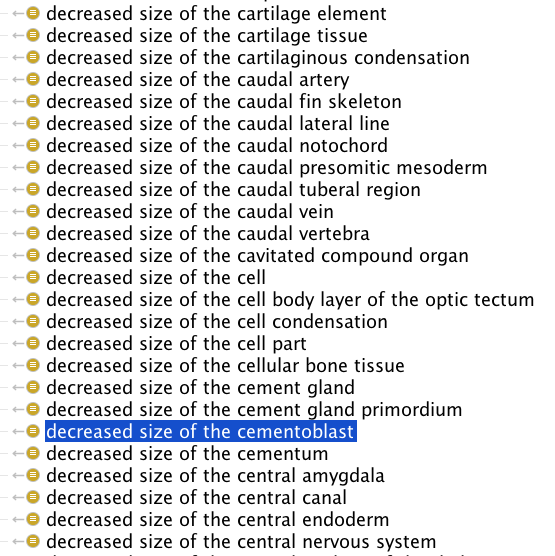 decreased size of the cartilage element
decreased size of the cartilage tissue
decreased size of the cartilaginous condensation
decreased size of the caudal artery
decreased size of the caudal fin skeleton
decreased size of the caudal lateral line
decreased size of the caudal notochord
decreased size of the caudal presomitic mesoderm
decreased size of the caudal tuberal region
decreased size of the caudal vein
decreased size of the caudal vertebra
decreased size of the cavitated compound organ
decreased size of the cell
decreased size of the cell body layer of the optic tectum
decreased size of the cell condensation
decreased size of the cell part
decreased size of the cellular bone tissue
decreased size of the cement gland
decreased size of the cement gland primordium
decreased size of the cementoblast
decreased size of the cementum
decreased size of the central amygdala
decreased size of the central canal
decreased size of the central endoderm
decreased size of the central nervous system